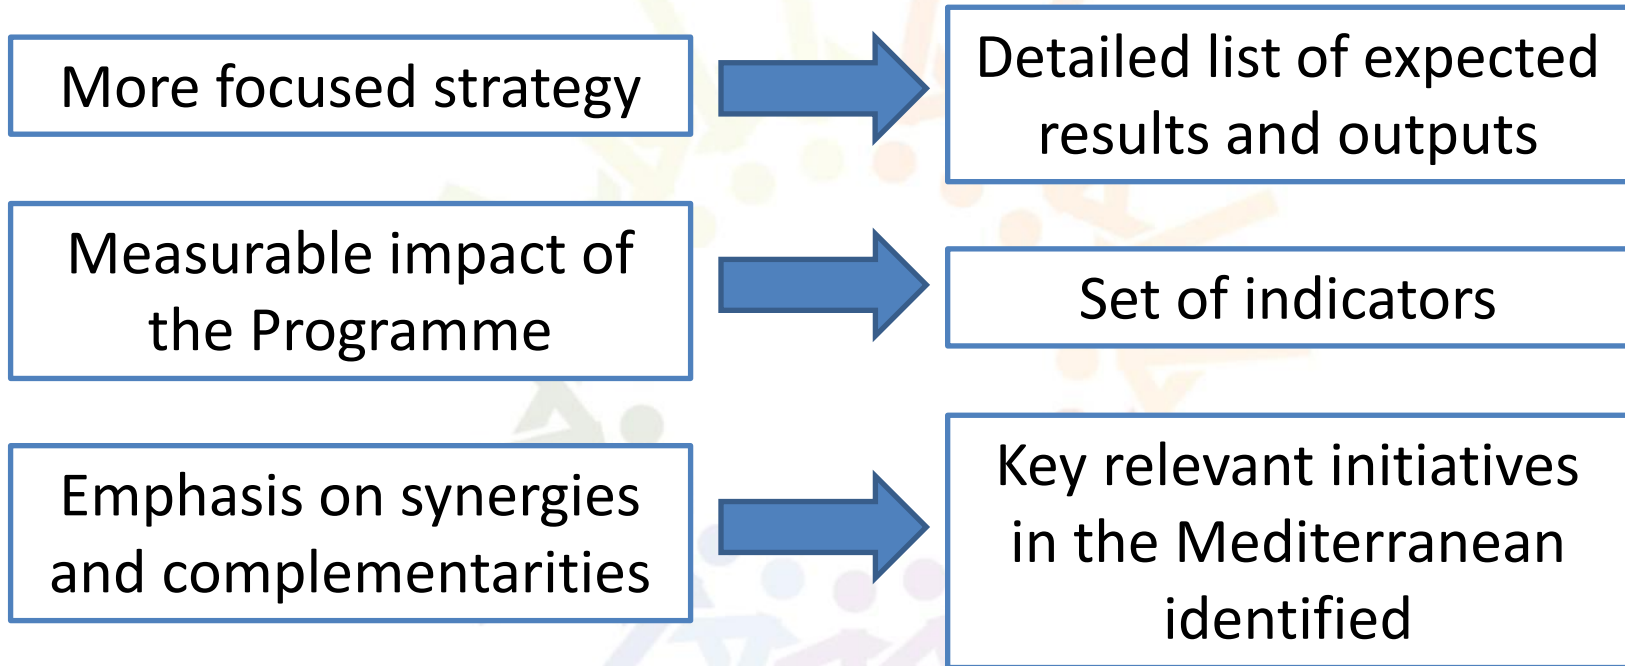 More focused strategy
Detailed list of expected
results and outputs
Measurable impact of
the Programme
Set of indicators
Emphasis on synergies
and complementarities
Key relevant initiatives
in the Mediterranean
identified